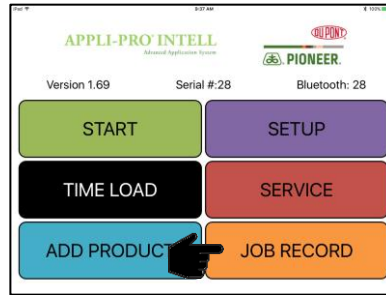 iPad 9:37 AM 100%
APPLI-PRO INTELL
Advanced Application System
DUPONT
PIONEER.
Version 1.69 Serial #:28 Bluetooth: 28
START SETUP
TIME LOAD SERVICE
ADD PRODUCT JOB RECORD